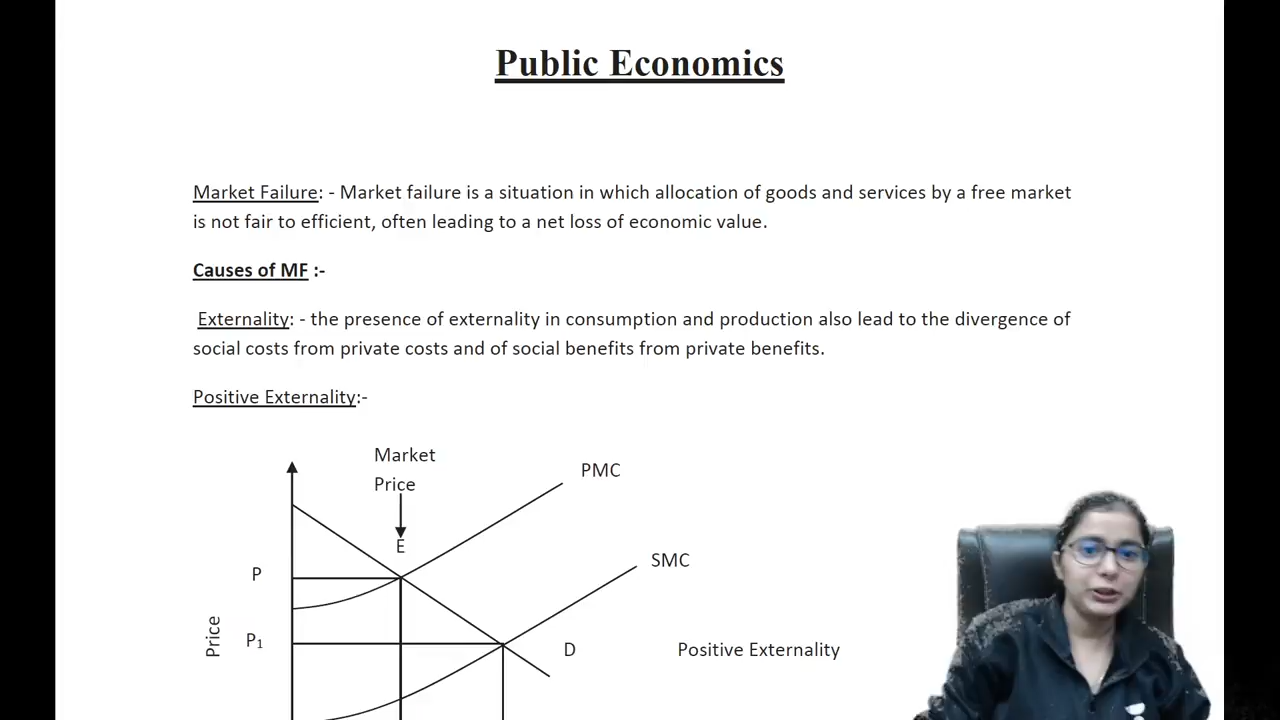 Public Economics
Market Failure: - Market failure is a situation in which allocation of goods and services by a free market
is not fair to efficient, often leading to a net loss of economic value.
Causes of MF :-
Externality: - the presence of externality in consumption and production also lead to the divergence of
social costs from private costs and of social benefits from private benefits.
Positive Externality:-
Market
Price
PMC
E
SMC
P
Price
P₁
D
Positive Externality